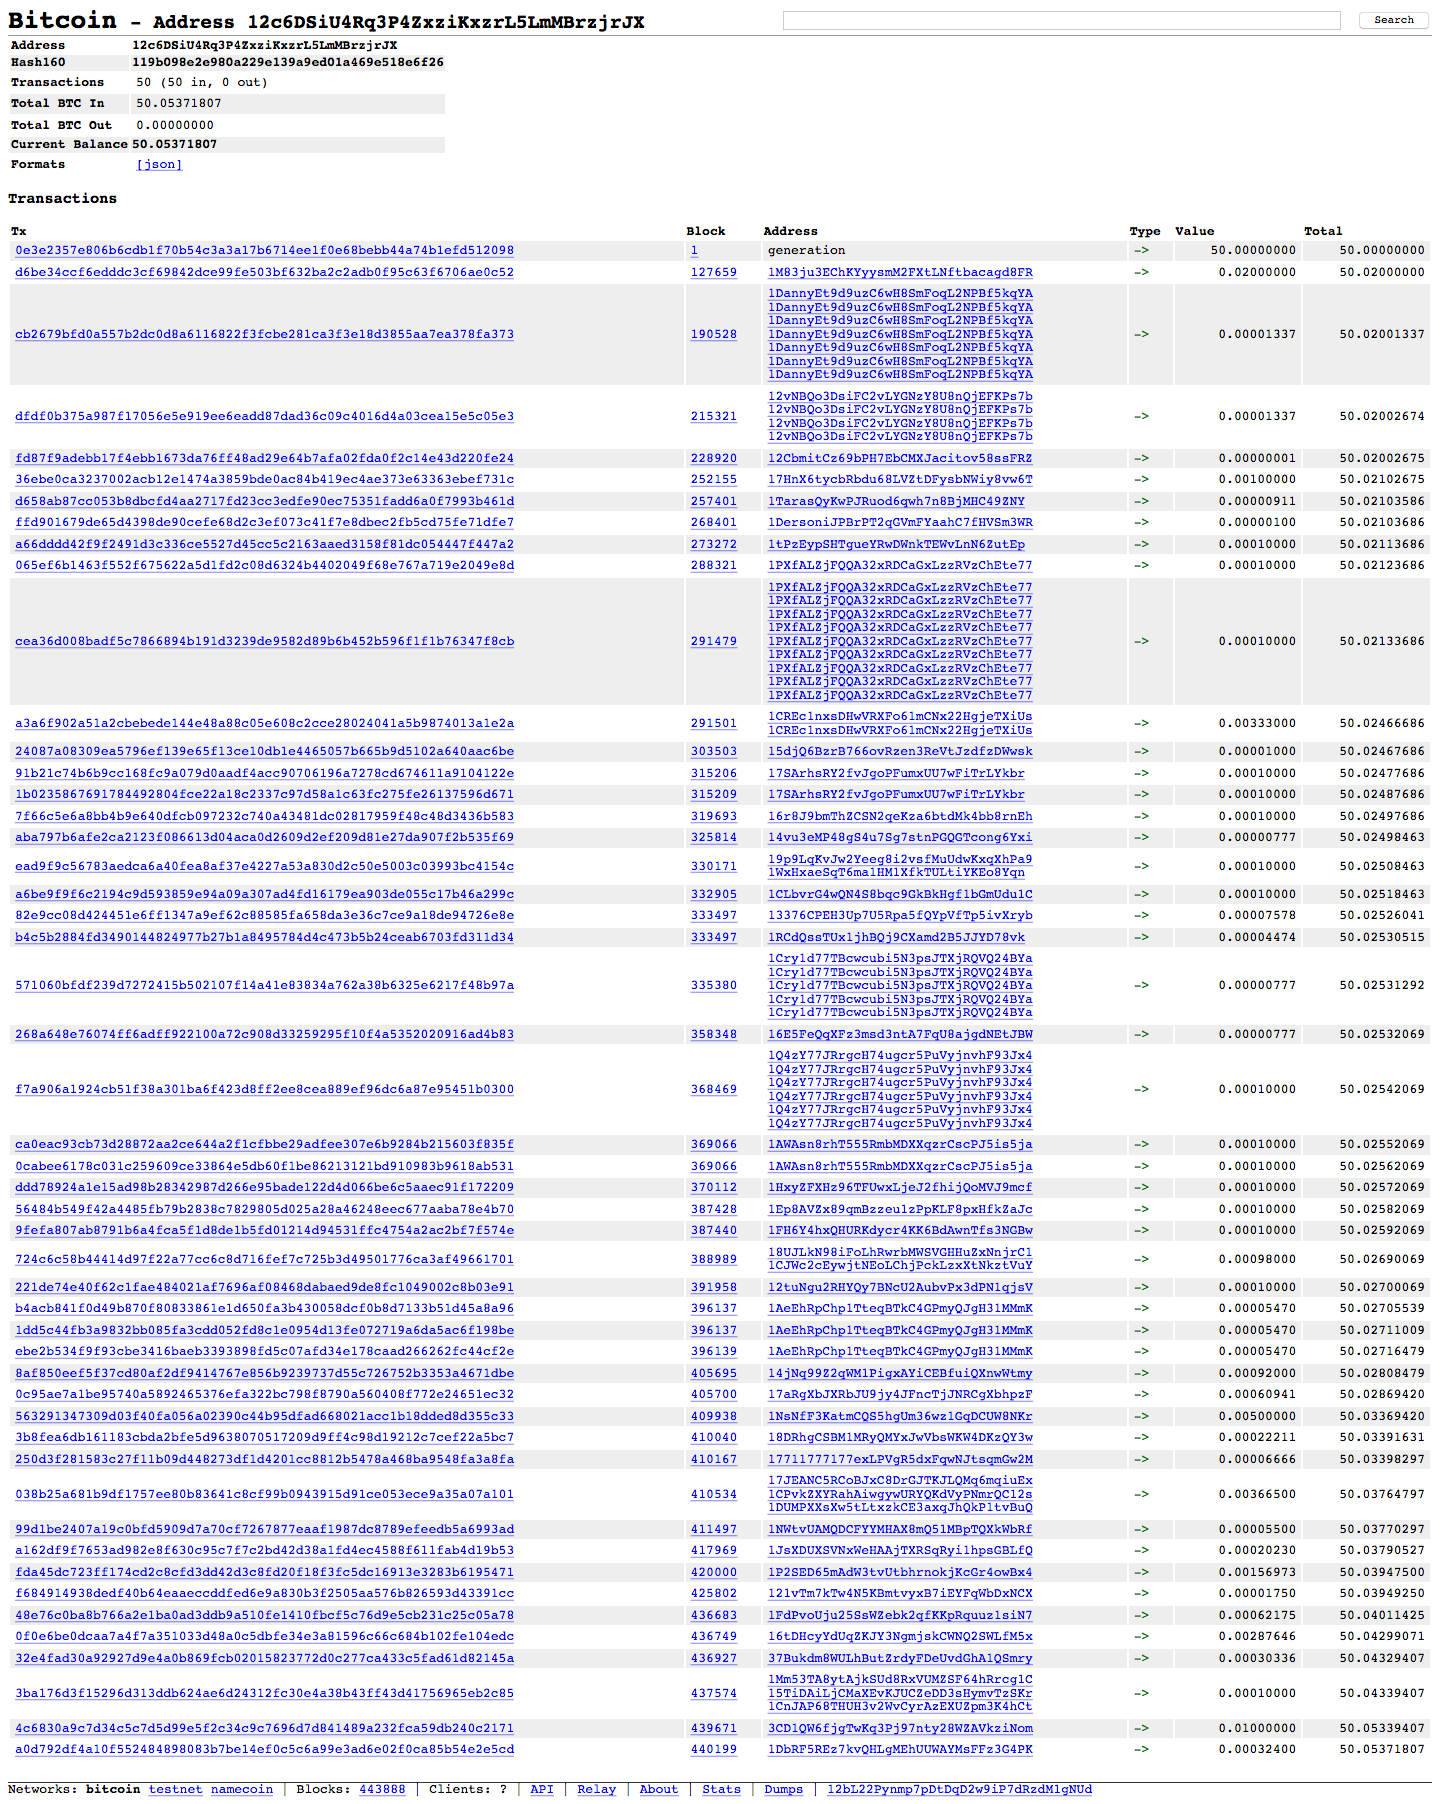 Bitcoin - Address 12c6DSiU4Rq3P4ZxziKxzrL5LmMBrzjrJX Search
Address 12c6DSiU4Rq3P4ZxziKxzrL5LmMBrzjrJX
Hash160 119b098e2e980a229e139a9ed01a469e518e6f26
Transactions 50 (50 in, 0 out)
Total BTC In 50.05371807
Total BTC Out 0.00000000
Current Balance 50.05371807
Formats [json]
Transactions
Tx Block Address Type Value Total
0e3e2357e806b6cdb1f70b54c3a3a17b6714ee1f0e68bebb44a74b1efd512098 1 generation -> 50.00000000 50.00000000
d6be34ccf6edddc3cf69842dce99fe503bf632ba2c2adb0f95c63f6706ae0c52 127659 1M83ju3EChKYyysmM2FXtLNftbacagd8FR -> 0.02000000 50.02000000
1DannyEt9d9uzC6wH8SmFoqL2NPBf5kqYA
1DannyEt9d9uzC6wH8SmFoqL2NPBf5kqYA
1DannyEt9d9uzC6wH8SmFoqL2NPBf5kqYA
cb2679bfd0a557b2dc0d8a6116822f3fcbe281ca3f3e18d3855aa7ea378fa373 190528 1DannyEt9d9uzC6wH8SmFoqL2NPBf5kqYA -> 0.00001337 50.02001337
1DannyEt9d9uzC6wH8SmFoqL2NPBf5kqYA
1DannyEt9d9uzC6wH8SmFoqL2NPBf5kqYA
1DannyEt9d9uzC6wH8SmFoqL2NPBf5kqYA
12vNBQo3DsiFC2vLYGNzY8U8nQjEFKPs7b
12vNBQo3DsiFC2vLYGNzY8U8nQjEFKPs7b
dfdf0b375a987f17056e5e919ee6eadd87dad36c09c4016d4a03cea15e5c05e3 215321 12vNBQo3DsiFC2vLYGNzY8U8nQjEFKPs7b -> 0.00001337 50.02002674
12vNBQo3DsiFC2vLYGNzY8U8nQjEFKPs7b
fd87f9adebb17f4ebb1673da76ff48ad29e64b7afa02fda0f2c14e43d220fe24 228920 12CbmitCz69bPH7EbCMXJacitov58ssFRZ -> 0.00000001 50.02002675
36ebe0ca3237002acb12e1474a3859bde0ac84b419ec4ae373e63363ebef731c 252155 17HnX6tycbRbdu68LVZtDFysbNWiy8vw6T -> 0.00100000 50.02102675
d658ab87cc053b8dbcfd4aa2717fd23cc3edfe90ec75351fadd6a0f7993b461d 257401 1TarasQyKwPJRuod6qwh7n8BjMHC49ZNY -> 0.00000911 50.02103586
ffd901679de65d4398de90cefe68d2c3ef073c41f7e8dbec2fb5cd75fe71dfe7 268401 1DersoniJPBrPT2qGVmFYaahC7fHVSm3WR -> 0.00000100 50.02103686
a66dddd42f9f2491d3c336ce5527d45cc5c2163aaed3158f81dc054447f447a2 273272 1tPzEypSHTgueYRwDWnkTEWvLnN6ZutEp -> 0.00010000 50.02113686
065ef6b1463f552f675622a5d1fd2c08d6324b4402049f68e767a719e2049e8d 288321 1PXfALZjFQQA32xRDCaGxLzzRVzChEte77 -> 0.00010000 50.02123686
1PXfALZjFQQA32xRDCaGxLzzRVzChEte77
1PXfALZjFQQA32xRDCaGxLzzRVzChEte77
1PXfALZjFQQA32xRDCaGxLzzRVzChEte77
1PXfALZjFQQA32xRDCaGxLzzRVzChEte77
cea36d008badf5c7866894b191d3239de9582d89b6b452b596f1f1b76347f8cb 291479 1PXfALZjFQQA32xRDCaGxLzzRVzChEte77 -> 0.00010000 50.02133686
1PXfALZjFQQA32xRDCaGxLzzRVzChEte77
1PXfALZjFQQA32xRDCaGxLzzRVzChEte77
1PXfALZjFQQA32xRDCaGxLzzRVzChEte77
1PXfALZjFQQA32xRDCaGxLzzRVzChEte77
a3a6f902a51a2cbebede144e48a88c05e608c2cce28024041a5b9874013a1e2a 291501 1CREc1nxsDHwVRXFo61mCNx22HgjeTXiUs -> 0.00333000 50.02466686
1CREc1nxsDHwVRXFo61mCNx22HgjeTXiUs
24087a08309ea5796ef139e65f13ce10db1e4465057b665b9d5102a640aac6be 303503 15djQ6BzrB766ovRzen3ReVtJzdfzDWwsk -> 0.00001000 50.02467686
91b21c74b6b9cc168fc9a079d0aadf4acc90706196a7278cd674611a9104122e 315206 17SArhsRY2fvJgoPFumxUU7wFiTrLYkbr -> 0.00010000 50.02477686
1b0235867691784492804fce22a18c2337c97d58a1c63fc275fe26137596d671 315209 17SArhsRY2fvJgoPFumxUU7wFiTrLYkbr -> 0.00010000 50.02487686
7f66c5e6a8bb4b9e640dfcb097232c740a43481dc02817959f48c48d3436b583 319693 16r8J9bmThZCSN2qeKza6btdMk4bb8rnEh -> 0.00010000 50.02497686
aba797b6afe2ca2123f086613d04aca0d2609d2ef209d81e27da907f2b535f69 325814 14vu3eMP48gS4u7Sg7stnPGQGTcong6Yxi -> 0.00000777 50.02498463
ead9f9c56783aedca6a40fea8af37e4227a53a830d2c50e5003c03993bc4154c 330171 19p9LqKvJw2Yeeg8i2vsfMuUdwKxqXhPa9 -> 0.00010000 50.02508463
1WxHxaeSqT6ma1HM1XfkTULtiYKEo8Yqn
a6be9f9f6c2194c9d593859e94a09a307ad4fd16179ea903de055c17b46a299c 332905 1CLbvrG4wQN4S8bqc9GkBkHgf1bGmUdu1C -> 0.00010000 50.02518463
82e9cc08d424451e6ff1347a9ef62c88585fa658da3e36c7ce9a18de94726e8e 333497 13376CPEH3Up7U5Rpa5fQYpVfTp5ivXryb -> 0.00007578 50.02526041
b4c5b2884fd3490144824977b27b1a8495784d4c473b5b24ceab6703fd311d34 333497 1RCdQssTUx1jhBQj9CXamd2B5JJYD78vk -> 0.00004474 50.02530515
1Cry1d77TBcwcubi5N3psJTXjRQVQ24BYa
1Cry1d77TBcwcubi5N3psJTXjRQVQ24BYa
571060bfdf239d7272415b502107f14a41e83834a762a38b6325e6217f48b97a 335380 1Cry1d77TBcwcubi5N3psJTXjRQVQ24BYa -> 0.00000777 50.02531292
1Cry1d77TBcwcubi5N3psJTXjRQVQ24BYa
1Cry1d77TBcwcubi5N3psJTXjRQVQ24BYa
268a648e76074ff6adff922100a72c908d33259295f10f4a5352020916ad4b83 358348 16E5FeQqXFz3msd3ntA7FqU8ajgdNEtJBW -> 0.00000777 50.02532069
1Q4zY77JRrgcH74ugcr5PuVyjnvhF93Jx4
1Q4zY77JRrgcH74ugcr5PuVyjnvhF93Jx4
1Q4zY77JRrgcH74ugcr5PuVyjnvhF93Jx4
f7a906a1924cb51f38a301ba6f423d8ff2ee8cea889ef96dc6a87e95451b0300 368469 1Q4zY77JRrgcH74ugcr5PuVyjnvhF93Jx4 -> 0.00010000 50.02542069
1Q4zY77JRrgcH74ugcr5PuVyjnvhF93Jx4
1Q4zY77JRrgcH74ugcr5PuVyjnvhF93Jx4
ca0eac93cb73d28872aa2ce644a2f1cfbbe29adfee307e6b9284b215603f835f 369066 1AWAsn8rhT555RmbMDXXqzrCscPJ5is5ja -> 0.00010000 50.02552069
0cabee6178c031c259609ce33864e5db60f1be86213121bd910983b9618ab531 369066 1AWAsn8rhT555RmbMDXXqzrCscPJ5is5ja -> 0.00010000 50.02562069
ddd78924a1e15ad98b28342987d266e95bade122d4d066be6c5aaec91f172209 370112 1HxyZFXHz96TFUwxLjeJ2fhijQoMVJ9mcf -> 0.00010000 50.02572069
56484b549f42a4485fb79b2838c7829805d025a28a46248eec677aaba78e4b70 387428 1Ep8AVZx89qmBzzeu1zPpKLF8pxHfkZaJc -> 0.00010000 50.02582069
9fefa807ab8791b6a4fca5f1d8de1b5fd01214d94531ffc4754a2ac2bf7f574e 387440 1FH6Y4hxQHURKdycr4KK6BdAwnTfs3NGBw -> 0.00010000 50.02592069
724c6c58b44414d97f22a77cc6c8d716fef7c725b3d49501776ca3af49661701 388989 18UJLkN98iFoLhRwrbMWSVGHHuZxNnjrC1 -> 0.00098000 50.02690069
1CJWc2cEywjtNEoLChjPckLzxXtNkztVuY
221de74e40f62c1fae484021af7696af08468dabaed9de8fc1049002c8b03e91 391958 12tuNgu2RHYQy7BNcU2AubvPx3dPN1qjsV -> 0.00010000 50.02700069
b4acb841f0d49b870f80833861e1d650fa3b430058dcf0b8d7133b51d45a8a96 396137 1AeEhRpChp1TteqBTkC4GPmyQJgH31MMmK -> 0.00005470 50.02705539
1dd5c44fb3a9832bb085fa3cdd052fd8c1e0954d13fe072719a6da5ac6f198be 396137 1AeEhRpChp1TteqBTkC4GPmyQJgH31MMmK -> 0.00005470 50.02711009
ebe2b534f9f93cbe3416baeb3393898fd5c07afd34e178caad266262fc44cf2e 396139 1AeEhRpChp1TteqBTkC4GPmyQJgH31MMmK -> 0.00005470 50.02716479
8af850eef5f37cd80af2df9414767e856b9239737d55c726752b3353a4671dbe 405695 14jNq99Z2qWM1PigxAYiCEBfuiQXnwWtmy -> 0.00092000 50.02808479
0c95ae7a1be95740a5892465376efa322bc798f8790a560408f772e24651ec32 405700 17aRgXbJXRbJU9jy4JFncTjJNRCgXbhpzF -> 0.00060941 50.02869420
563291347309d03f40fa056a02390c44b95dfad668021acc1b18dded8d355c33 409938 1NsNfF3KatmCQS5hgUm36wz1GqDCUW8NKr -> 0.00500000 50.03369420
3b8fea6db161183cbda2bfe5d9638070517209d9ff4c98d19212c7cef22a5bc7 410040 18DRhgCSBM1MRyQMYxJwVbsWKW4DKzQY3w -> 0.00022211 50.03391631
250d3f281583c27f11b09d448273df1d4201cc8812b5478a468ba9548fa3a8fa 410167 17711777177exLPVgR5dxFqwNJtsqmGw2M -> 0.00006666 50.03398297
17JEANC5RCoBJxC8DrGJTKJLQMq6mqiuEx
038b25a681b9df1757ee80b83641c8cf99b0943915d91ce053ece9a35a07a101 410534 1CPvkZXYRahAiwgywURYQKdVyPNmrQC12s -> 0.00366500 50.03764797
1DUMPXXsXw5tLtxzkCE3axqJhQkP1tvBuQ
99d1be2407a19c0bfd5909d7a70cf7267877eaaf1987dc8789efeedb5a6993ad 411497 1NWtvUAMQDCFYYMHAX8mQ51MBpTQXkWbRf -> 0.00005500 50.03770297
a162df9f7653ad982e8f630c95c7f7c2bd42d38a1fd4ec4588f611fab4d19b53 417969 1JsXDUXSVNxWeHAAjTXRSqRyi1hpsGBLfQ -> 0.00020230 50.03790527
fda45dc723ff174cd2c8cfd3dd42d3c8fd20f18f3fc5dc16913e3283b6195471 420000 1P2SED65mAdW3tvUtbhrnokjKcGr4owBx4 -> 0.00156973 50.03947500
f684914938dedf40b64eaaeccddfed6e9a830b3f2505aa576b826593d43391cc 425802 121vTm7kTw4N5KBmtvyxB7iEYFqWbDxNCX -> 0.00001750 50.03949250
48e76c0ba8b766a2e1ba0ad3ddb9a510fe1410fbcf5c76d9e5cb231c25c05a78 436683 1FdPvoUju25SsWZebk2qfKKpRquuz1siN7 -> 0.00062175 50.04011425
0f0e6be0dcaa7a4f7a351033d48a0c5dbfe34e3a81596c66c684b102fe104edc 436749 16tDHcyYdUqZKJY3NgmjskCWNQ2SWLfM5x -> 0.00287646 50.04299071
32e4fad30a92927d9e4a0b869fcb02015823772d0c277ca433c5fad61d82145a 436927 37Bukdm8WULhButZrdyFDeUvdGhA1QSmry -> 0.00030336 50.04329407
1Mm53TA8ytAjkSUd8RxVUMZSF64hRrcg1C
3ba176d3f15296d313ddb624ae6d24312fc30e4a38b43ff43d41756965eb2c85 437574 15TiDAiLjCMaXEvKJUCZeDD3sHymvTzSKr -> 0.00010000 50.04339407
1CnJAP68THUH3v2WvCyrAzEXUZpm3K4hCt
4c6830a9c7d34c5c7d5d99e5f2c34c9c7696d7d841489a232fca59db240c2171 439671 3CD1QW6fjgTwKq3Pj97nty28WZAVkziNom -> 0.01000000 50.05339407
a0d792df4a10f552484898083b7be14ef0c5c6a99e3ad6e02f0ca85b54e2e5cd 440199 1DbRF5REz7kvQHLgMEhUUWAYMsFFz3G4PK -> 0.00032400 50.05371807
Networks: bitcoin testnet namecoin | Blocks: 443888 | Clients: ? | API | Relay | About | Stats | Dumps | 12bL22Pynmp7pDtDqD2w9iP7dRzdM1gNUd